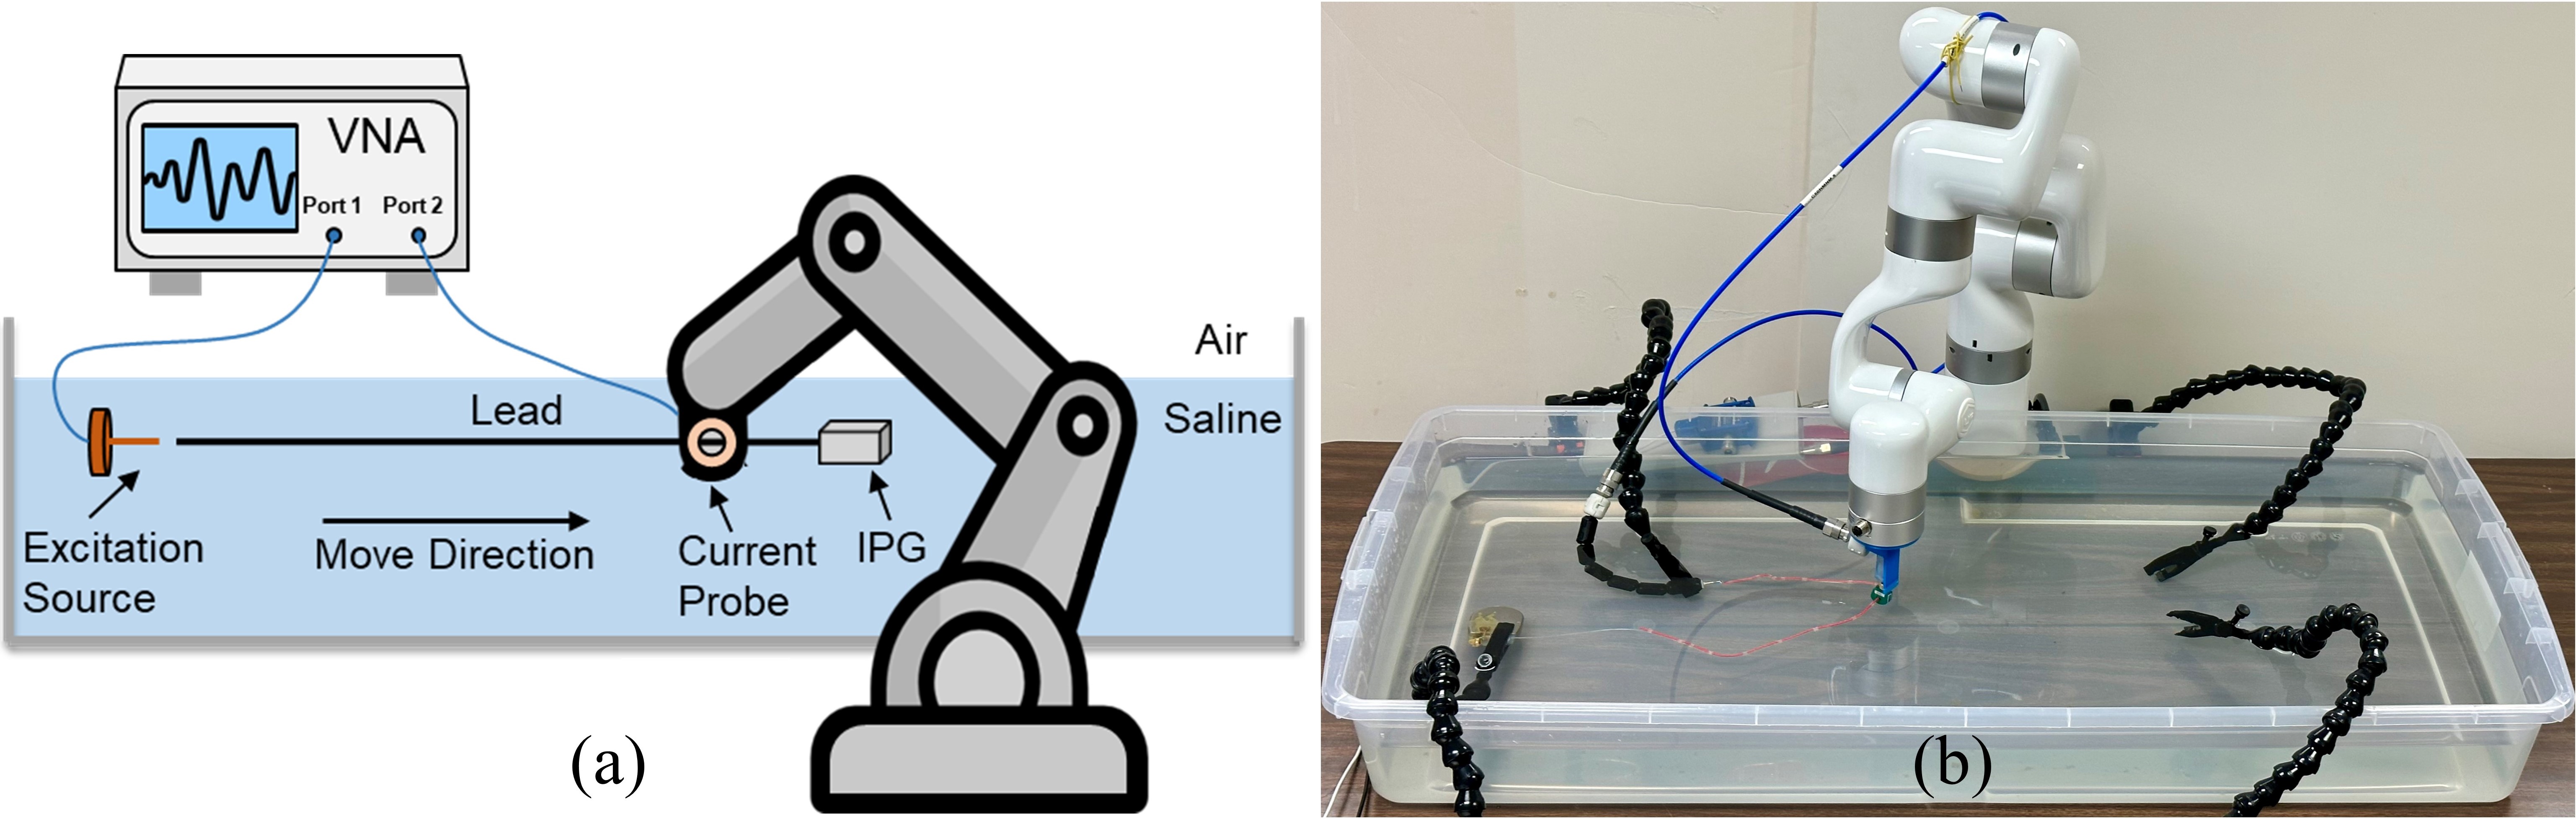 VNA
Port 1 Port 2
Air
Lead
Saline
Excitation
Source
Move Direction
Current
Probe
IPG
(a)
(b)